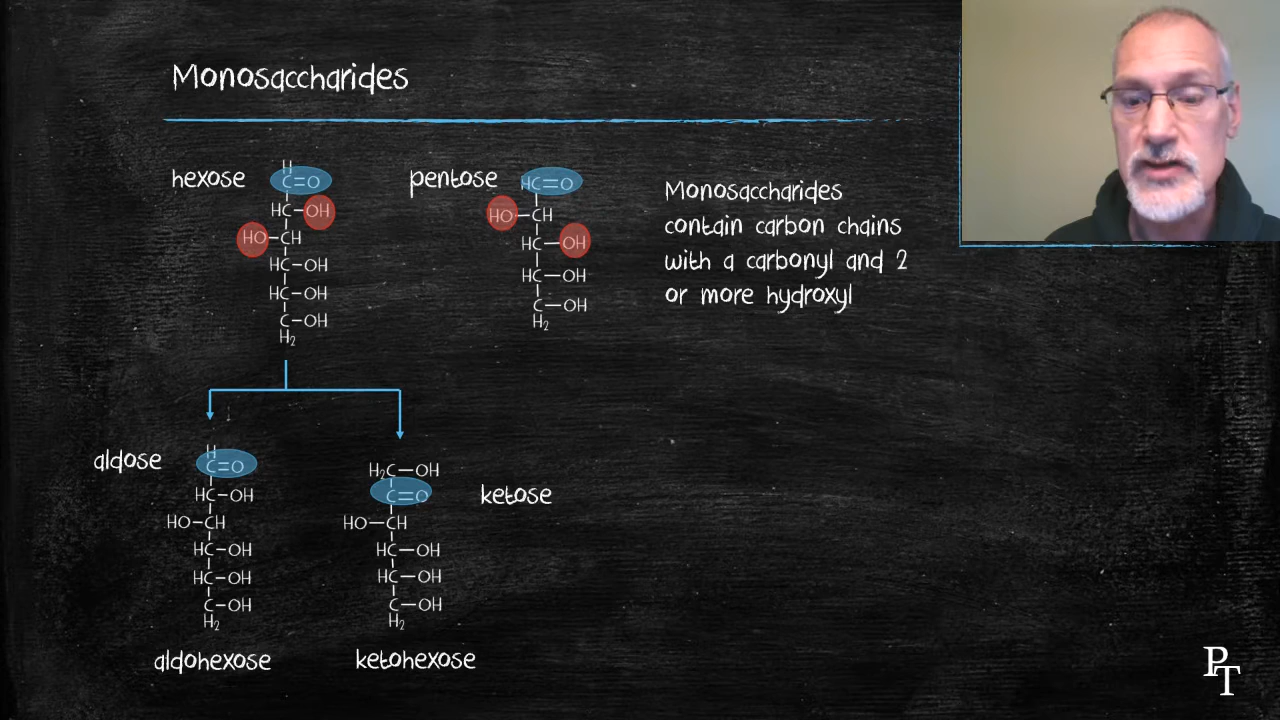 Monosaccharides
hexose
H
C=O
HC—OH
HO—CH
HC—OH
HC—OH
C—OH
H₂
pentose
HC=O
HO—CH
HC—OH
HC—OH
C—OH
H₂
Monosaccharides
contain carbon chains
with a carbonyl and 2
or more hydroxyl
aldose
H
C=O
HC—OH
HO—CH
HC—OH
HC—OH
C—OH
H₂
aldohexose
H₂C—OH
C=O
HO—CH
HC—OH
HC—OH
C—OH
H₂
ketose
ketohexose
PT